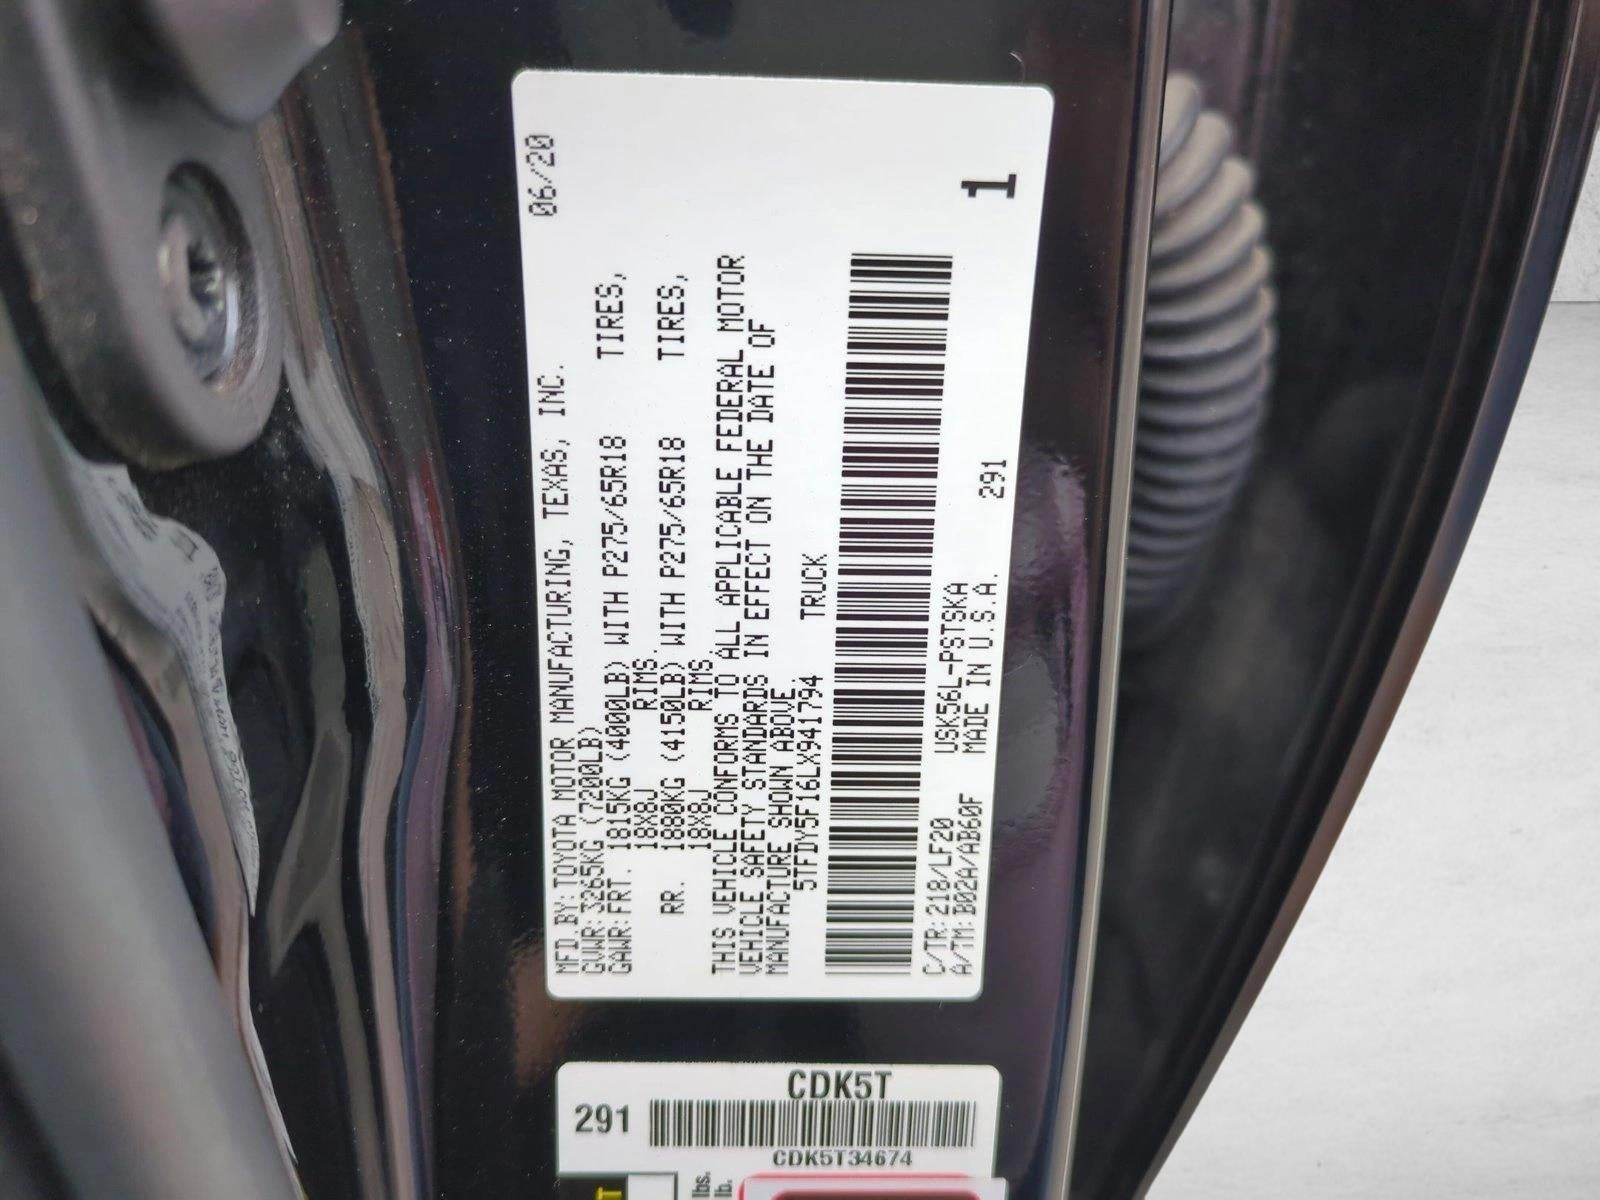 06/20
MFD.BY:TOYOTA MOTOR MANUFACTURING, TEXAS, INC.
GVWR:3265KG (7200LB)
GAWR:FRT. 1815KG (4000LB) WITH P275/65R18 TIRES,
18X8J RIMS.
RR. 1880KG (4150LB) WITH P275/65R18 TIRES,
18X8J RIMS.
THIS VEHICLE CONFORMS TO ALL APPLICABLE FEDERAL MOTOR
VEHICLE SAFETY STANDARDS IN EFFECT ON THE DATE OF
MANUFACTURE SHOWN ABOVE.
5TFDY5F16LX941794 TRUCK
C/TR:218/LF20 USK56L-PSTSKA
A/TM:B02A/AB60F MADE IN U.S.A. 291
1
CDK5T
291
CDK5T34674
lbs.
lb.